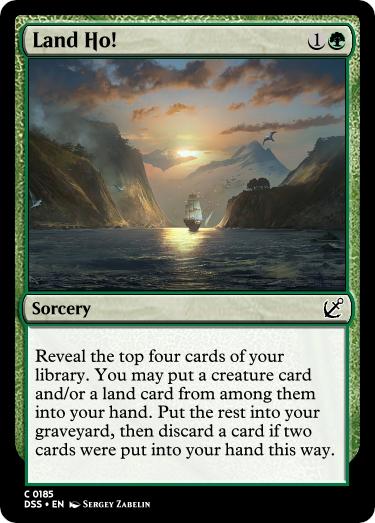 Land Ho!
1
Sorcery
Reveal the top four cards of your
library. You may put a creature card
and/or a land card from among them
into your hand. Put the rest into your
graveyard, then discard a card if two
cards were put into your hand this way.
C 0185
DSS • EN Sergey Zabelin